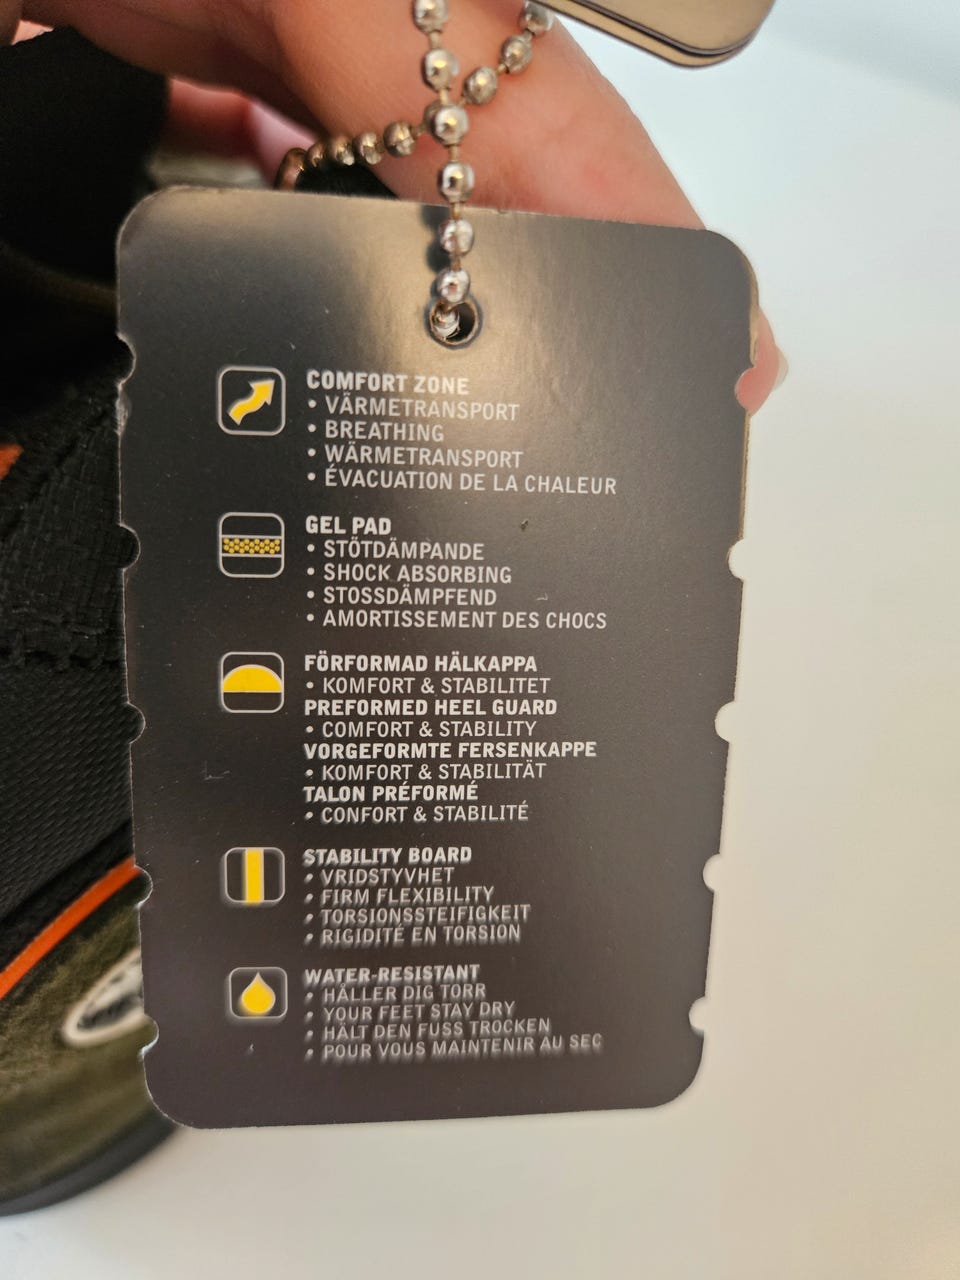 COMFORT ZONE
• VÄRMETRANSPORT
• BREATHING
• WÄRMETRANSPORT
• ÉVACUATION DE LA CHALEUR
GEL PAD
• STÖTDÄMPANDE
• SHOCK ABSORBING
• STOSSDÄMPFEND
• AMORTISSEMENT DES CHOCS
FÖRFORMAD HÄLKAPPA
• KOMFORT & STABILITET
PREFORMED HEEL GUARD
• COMFORT & STABILITY
VORGEFORMTE FERSENKAPPE
• KOMFORT & STABILITÄT
TALON PRÉFORMÉ
• CONFORT & STABILITÉ
STABILITY BOARD
• VRIDSTYVHET
• FIRM FLEXIBILITY
• TORSIONSSTEIFIGKEIT
• RIGIDITÉ EN TORSION
WATER-RESISTANT
• HÅLLER DIG TORR
• YOUR FEET STAY DRY
• HÄLT DEN FUSS TROCKEN
• POUR VOUS MAINTENIR AU SEC